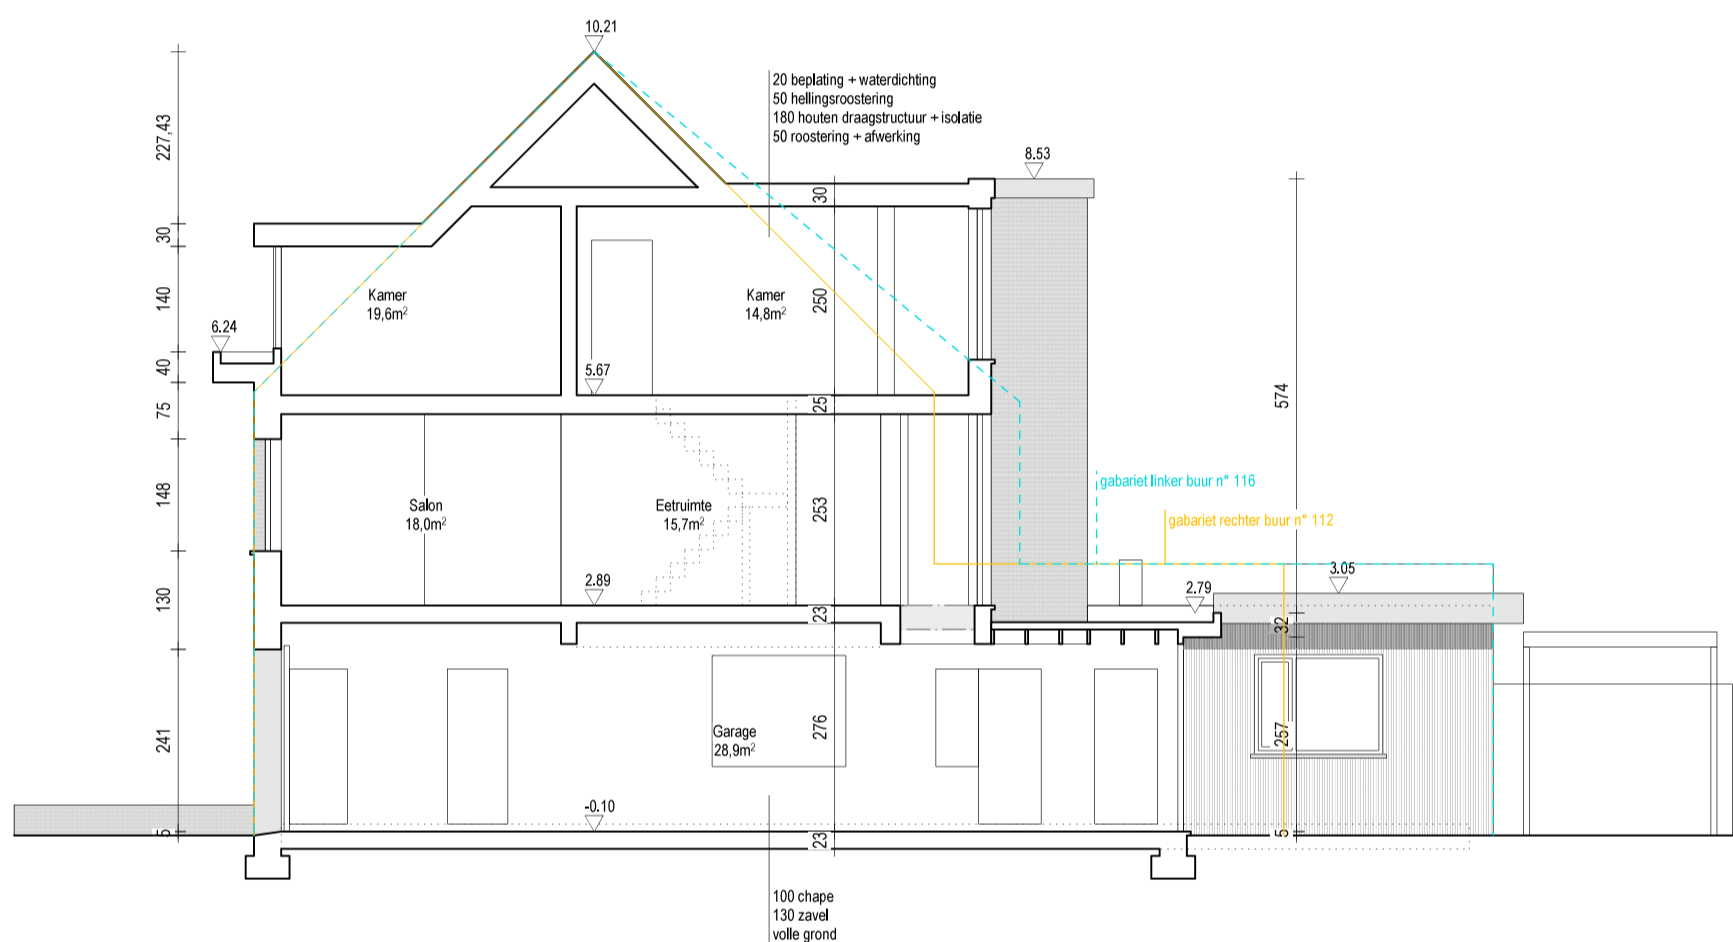 10.21
20 beplating + waterdichting
50 hellingsroostering
180 houten draagstructuur + isolatie
50 roostering + afwerking
227,43
8.53
30
30
Kamer
19,6m²
Kamer
14,8m²
250
140
6.24
40
5.67
574
75
25
gabariet linker buur n° 116
148
Salon
18,0m²
Eetruimte
15,7m²
253
gabariet rechter buur n° 112
130
2.89
2.79
3.05
23
32
241
Garage
28,9m²
276
257
-0.10
5
23
5
100 chape
130 zavel
volle grond